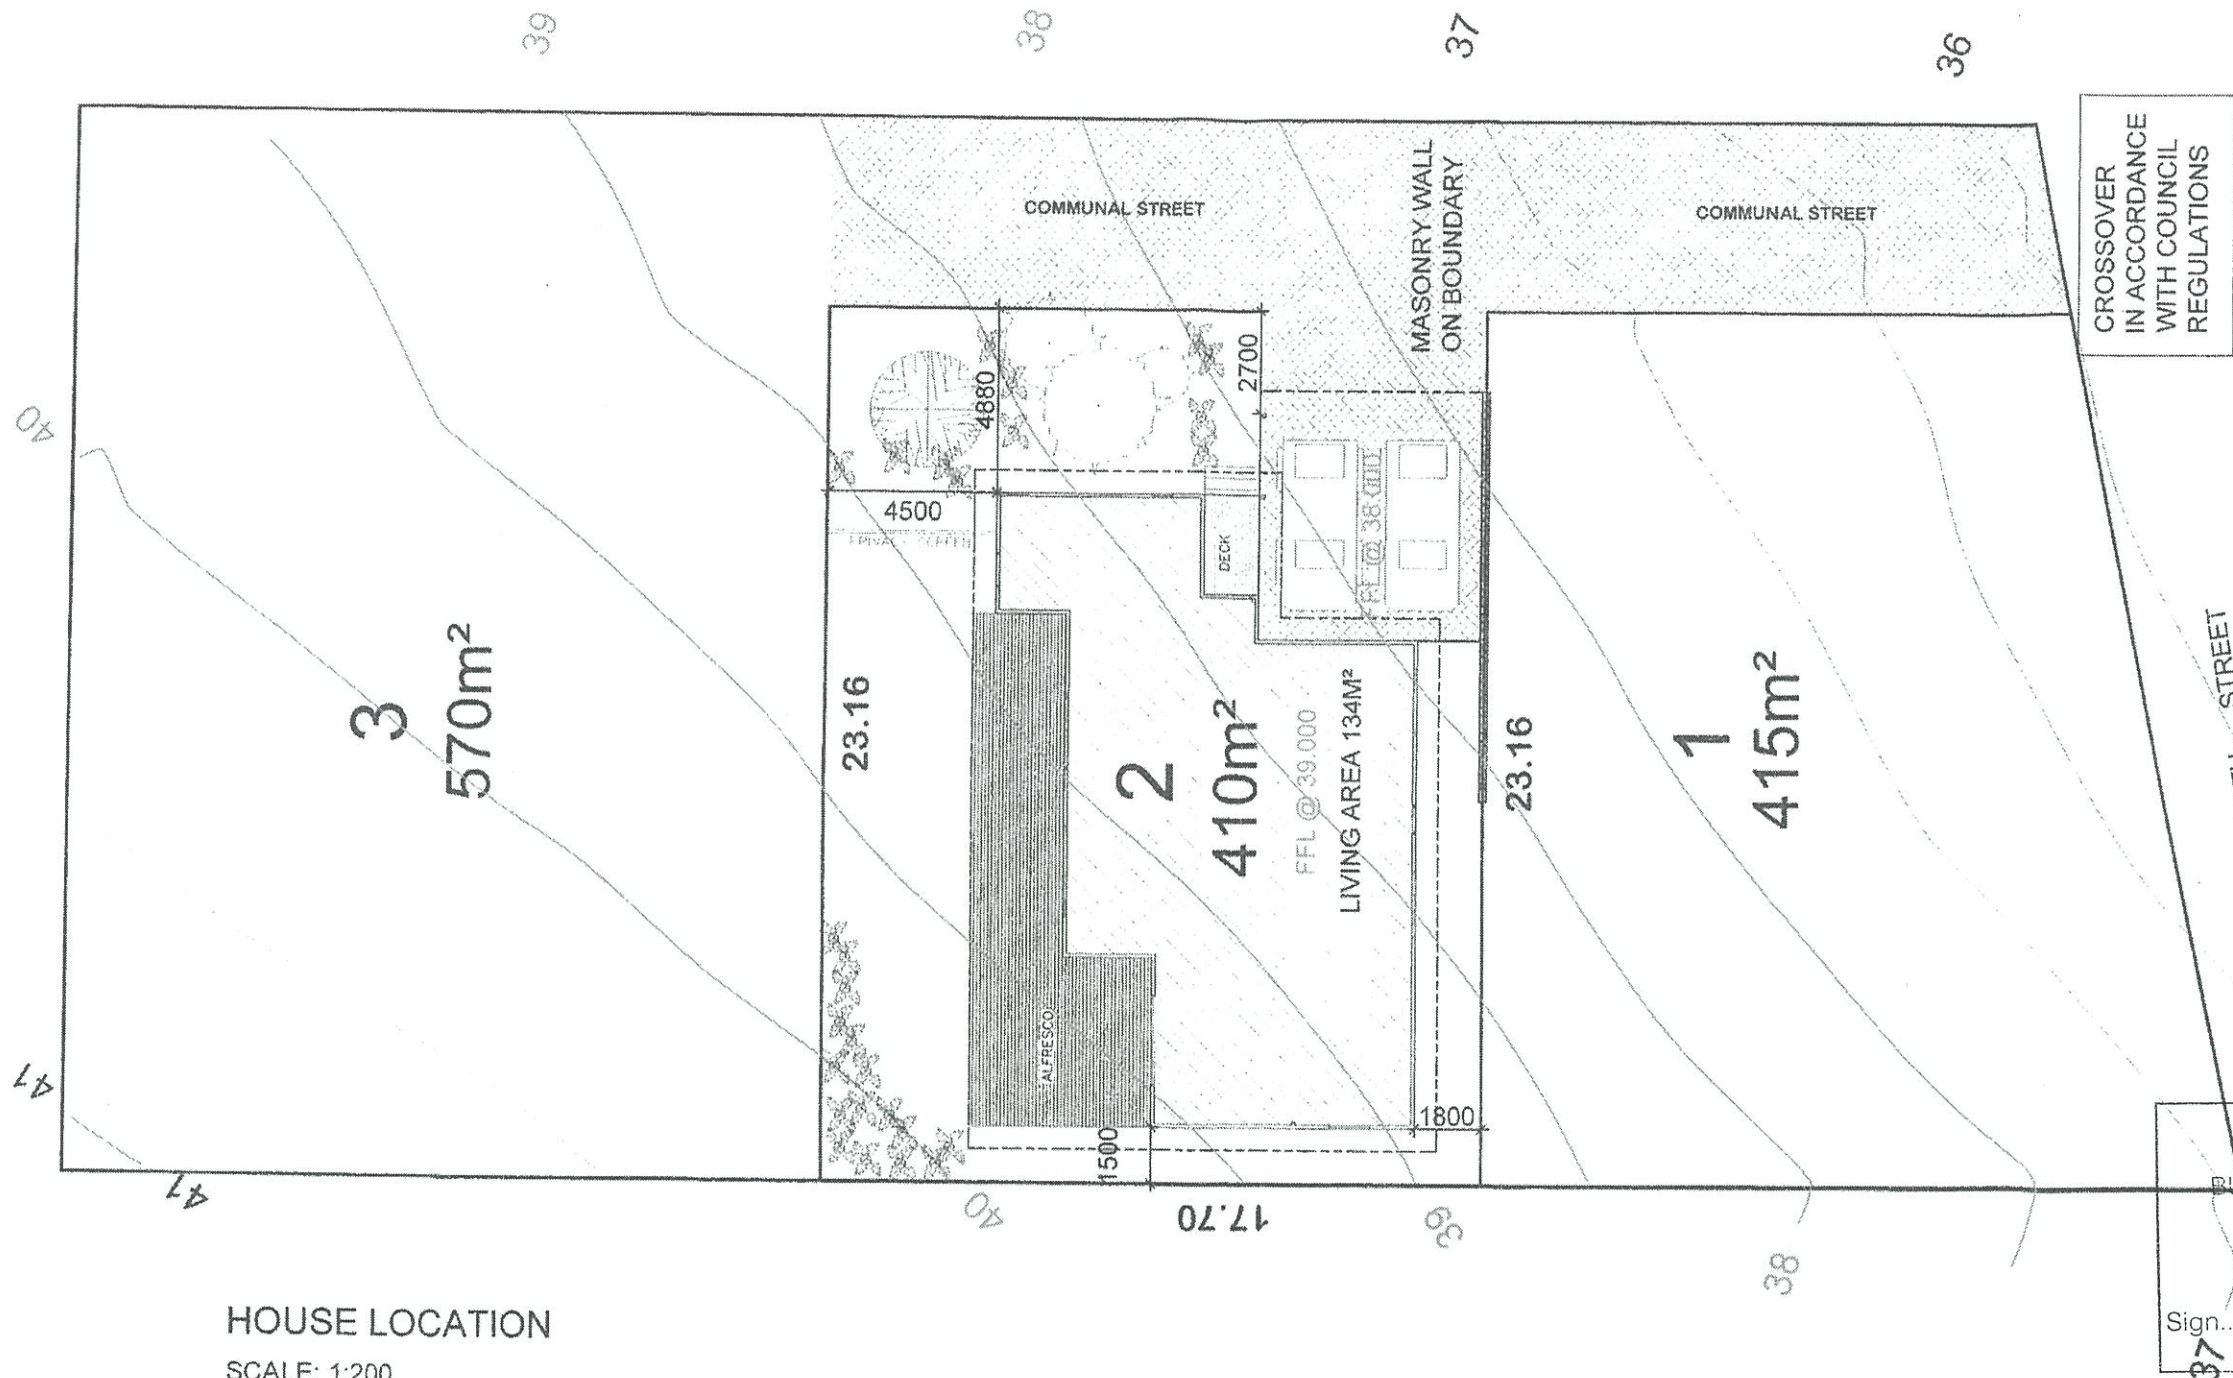 39
38
37
36
40
41
41
COMMUNAL STREET
COMMUNAL STREET
MASONRY WALL
ON BOUNDARY
CROSSOVER
IN ACCORDANCE
WITH COUNCIL
REGULATIONS
4880
2700
4500
DECK
3
570m²
23.16
2
410m²
FFL @ 39.000
LIVING AREA 134M²
23.16
1
415m²
STREET
ALFRESCO
1500
1800
17.70
40
39
38
37
Sign..
HOUSE LOCATION
SCALE: 1:200